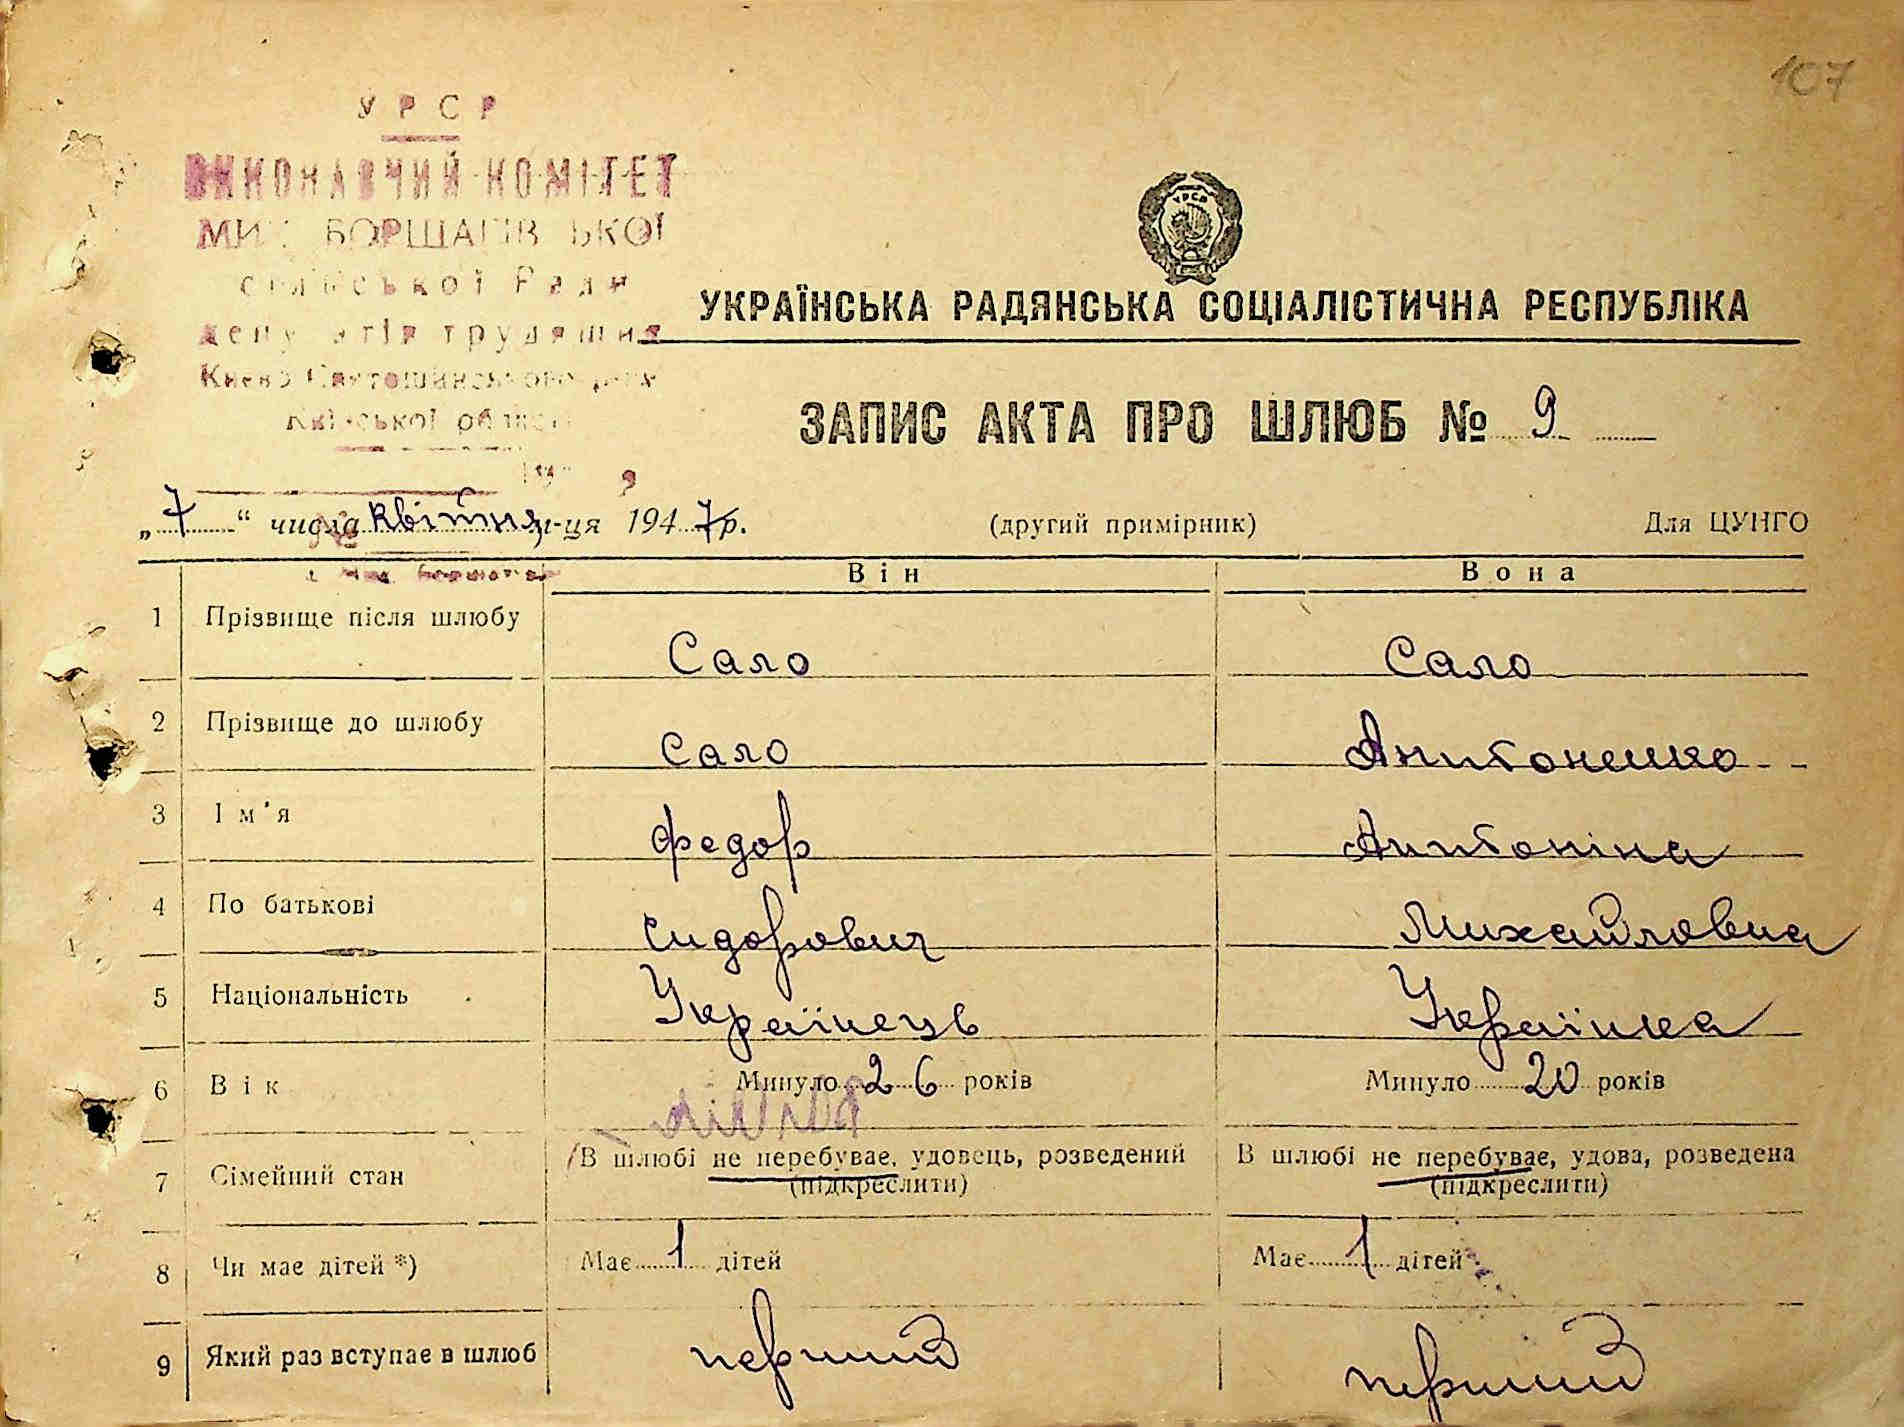 107
УРСР
ВИКОНАВЧИЙ КОМІТЕТ
МИК БОРЩАГІВСЬКОЇ
сільської Ради
депутатів трудящих
Києво Святошинського р-ну
Київської області
УРСР
УКРАЇНСЬКА РАДЯНСЬКА СОЦІАЛІСТИЧНА РЕСПУБЛІКА
ЗАПИС АКТА ПРО ШЛЮБ № 9
„7“ числа квітня м-ця 1947 р. (другий примірник) Для ЦУНГО
Він Вона
1 Прізвище після шлюбу Сало Сало
2 Прізвище до шлюбу Сало Антоненко
3 Ім'я Федор Антоніна
4 По батькові Сидорович Михайловна
5 Національність Українець Українка
6 Вік Минуло 26 років Минуло 20 років
7 Сімейний стан В шлюбі не перебуває, удовець, розведений В шлюбі не перебуває, удова, розведена
(підкреслити) (підкреслити)
8 Чи має дітей *) Має 1 дітей Має 1 дітей
9 Який раз вступає в шлюб перший перший